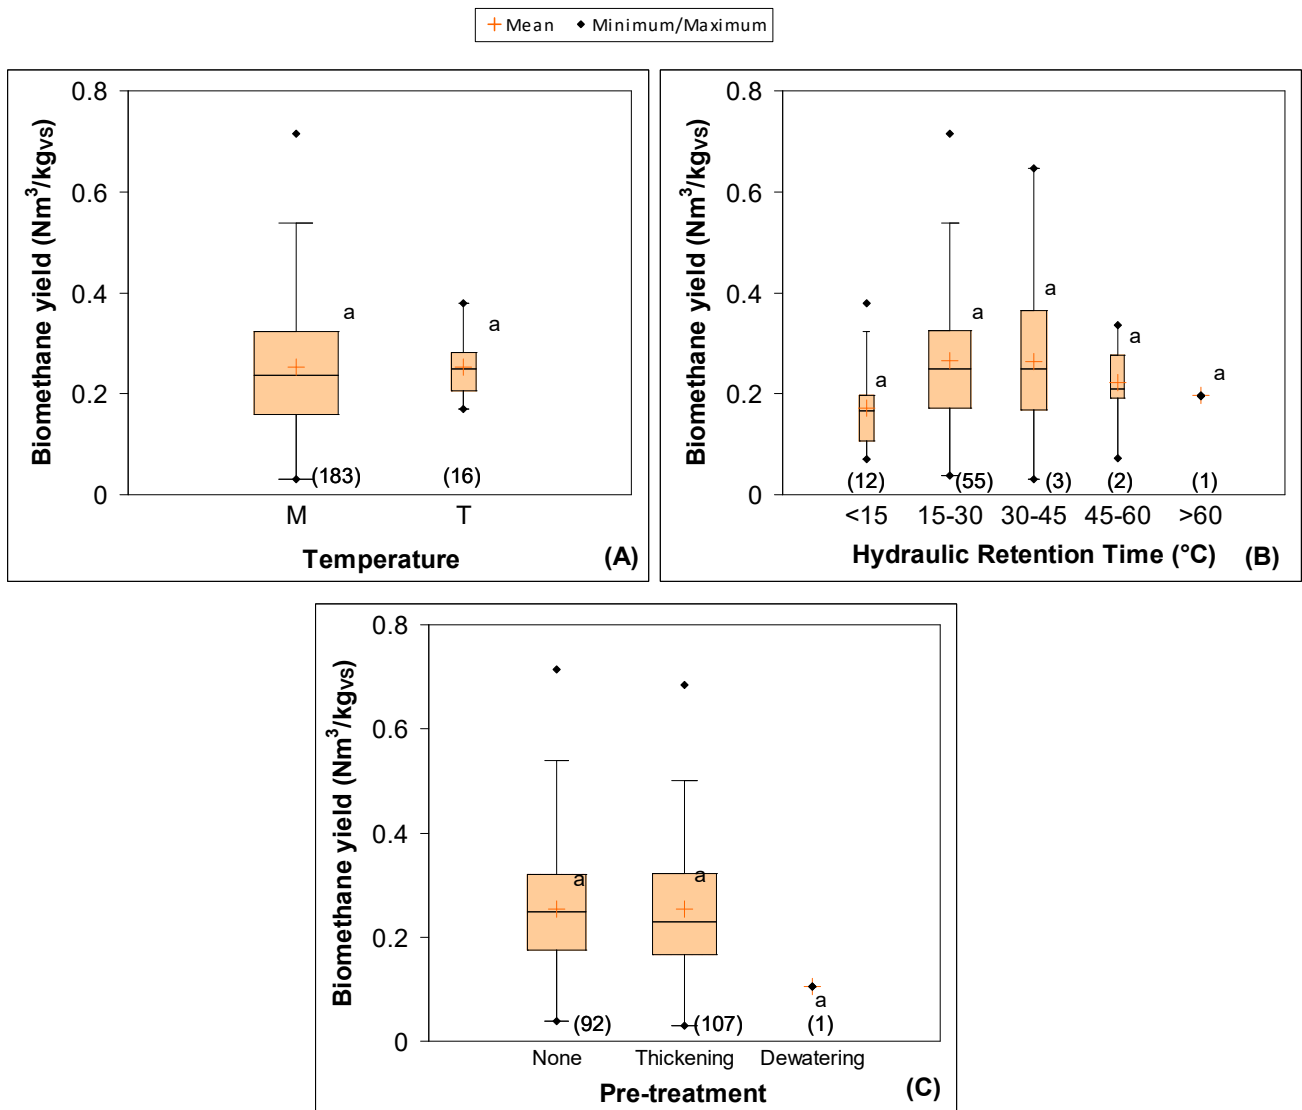 Mean Minimum/Maximum
Biomethane yield (Nm³/kgVS)
0.8
0.6
0.4
0.2
0
a
a
(183)
(16)
M T
Temperature
(A)
Biomethane yield (Nm³/kgVS)
0.8
0.6
0.4
0.2
0
a
a
a
a
a
(12) (55) (3) (2) (1)
<15 15-30 30-45 45-60 >60
Hydraulic Retention Time (°C)
(B)
Biomethane yield (Nm³/kgVS)
0.8
0.6
0.4
0.2
0
a
a
a
(92) (107) (1)
None Thickening Dewatering
Pre-treatment
(C)